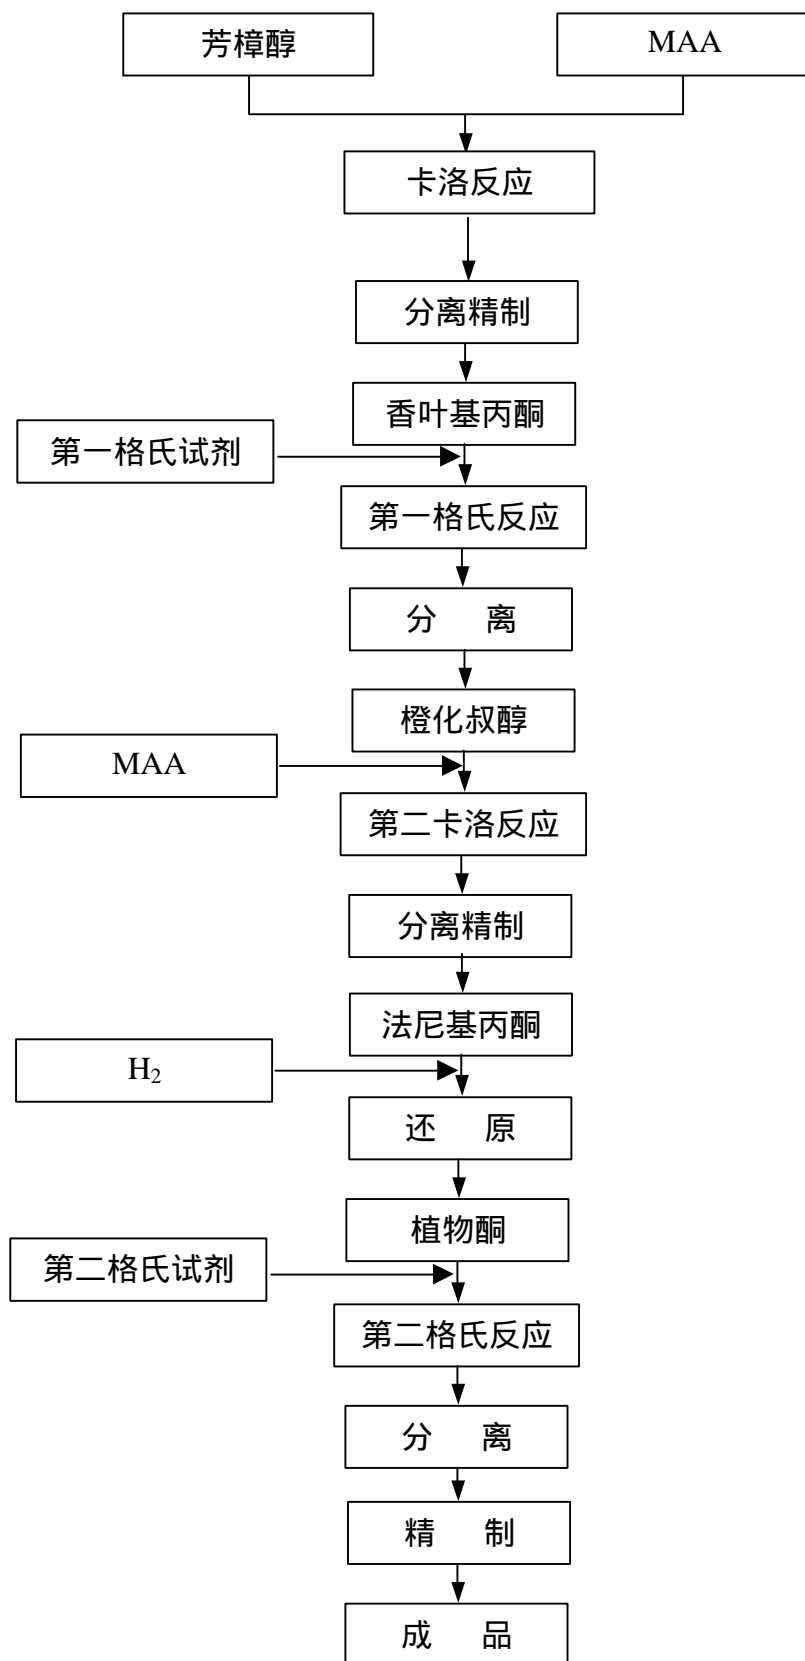 芳樟醇
MAA
卡洛反应
分离精制
香叶基丙酮
第一格氏试剂
第一格氏反应
分 离
橙化叔醇
MAA
第二卡洛反应
分离精制
法尼基丙酮
H₂
还 原
植物酮
第二格氏试剂
第二格氏反应
分 离
精 制
成 品